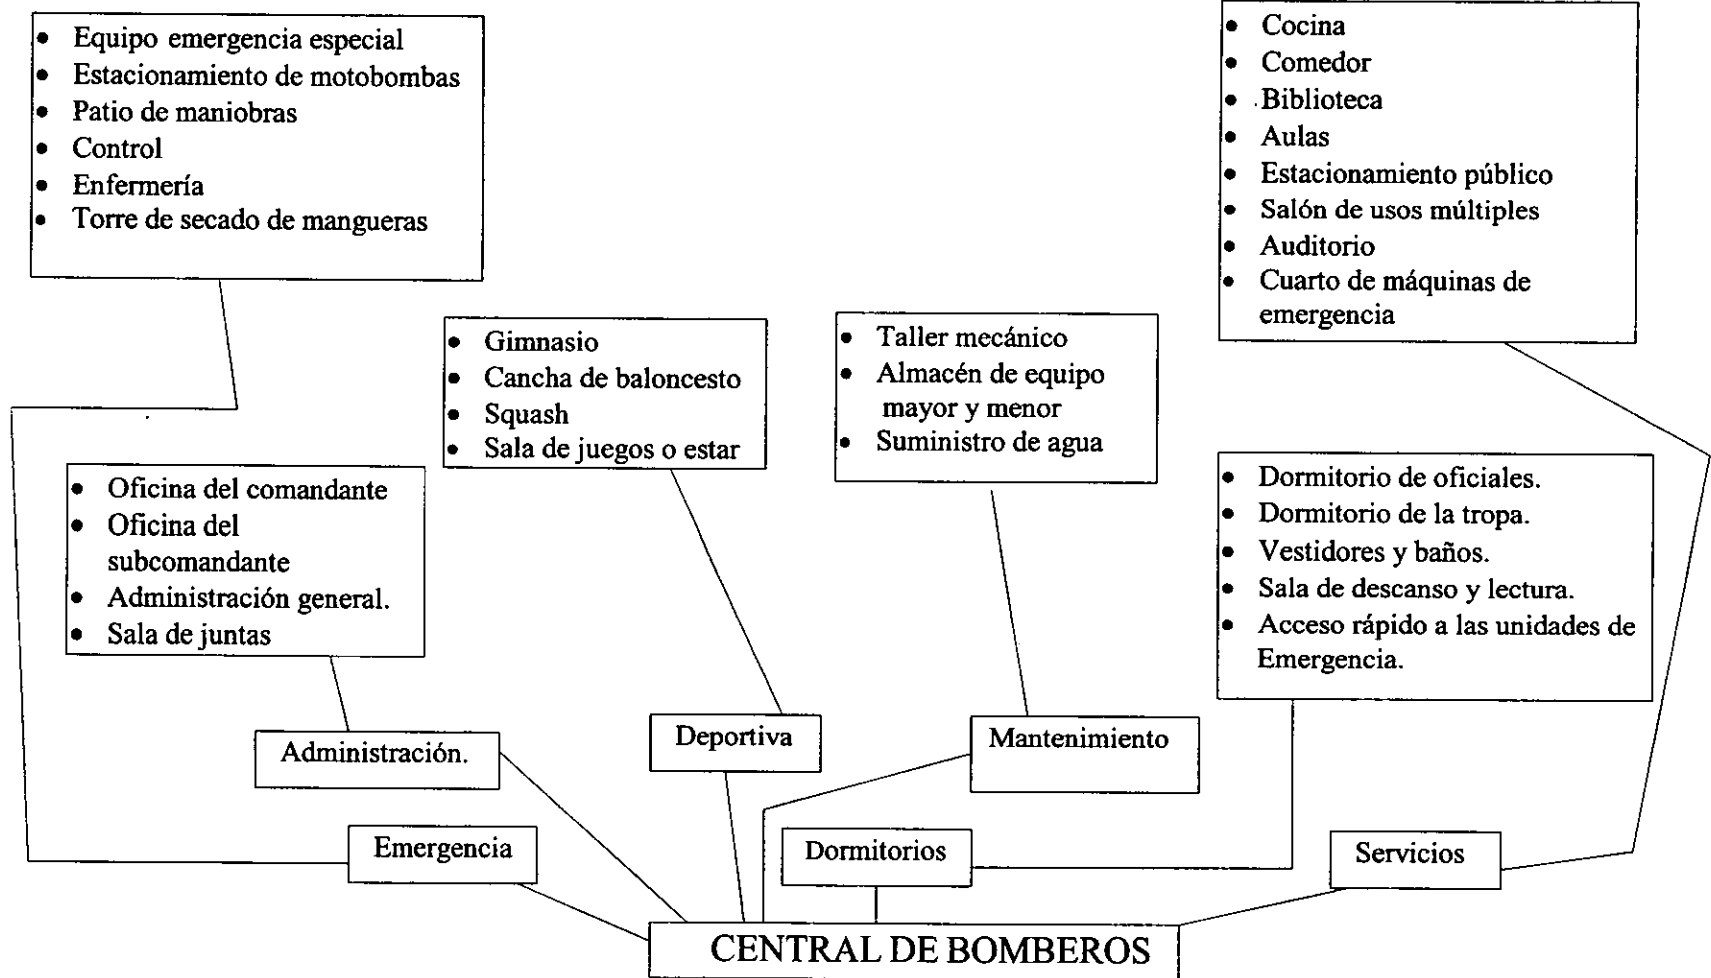 • Equipo emergencia especial
• Estacionamiento de motobombas
• Patio de maniobras
• Control
• Enfermería
• Torre de secado de mangueras
• Cocina
• Comedor
• Biblioteca
• Aulas
• Estacionamiento público
• Salón de usos múltiples
• Auditorio
• Cuarto de máquinas de
emergencia
• Gimnasio
• Cancha de baloncesto
• Squash
• Sala de juegos o estar
• Taller mecánico
• Almacén de equipo
mayor y menor
• Suministro de agua
• Oficina del comandante
• Oficina del
subcomandante
• Administración general.
• Sala de juntas
• Dormitorio de oficiales.
• Dormitorio de la tropa.
• Vestidores y baños.
• Sala de descanso y lectura.
• Acceso rápido a las unidades de
Emergencia.
Administración.
Deportiva
Mantenimiento
Emergencia
Dormitorios
Servicios
CENTRAL DE BOMBEROS